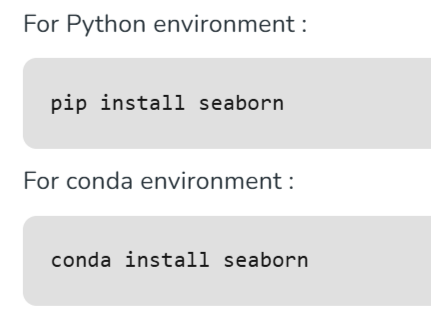 For Python environment :
pip install seaborn
For conda environment :
conda install seaborn